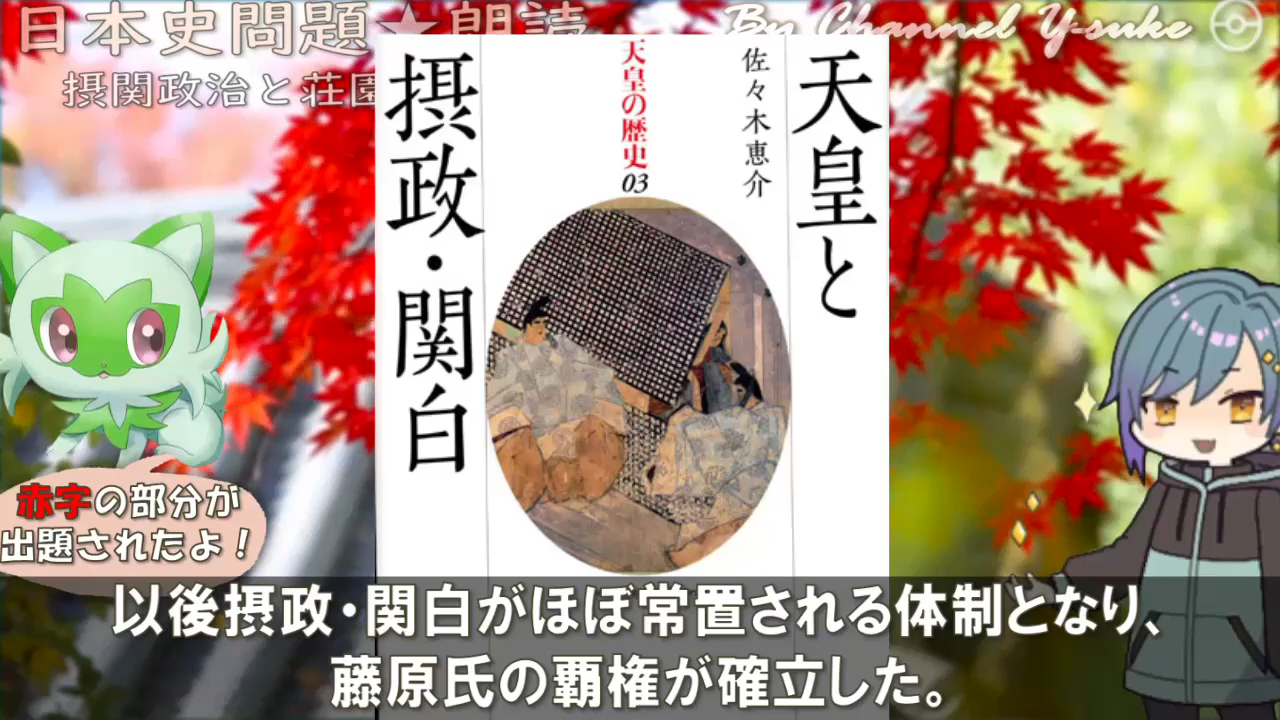 日本史問題★朗読
By Channel Y-suke
摂関政治と荘園
天皇と
佐々木恵介
天皇の歴史03
摂政・関白
赤字の部分が
出題されたよ！
以後摂政・関白がほぼ常置される体制となり、
藤原氏の覇権が確立した。